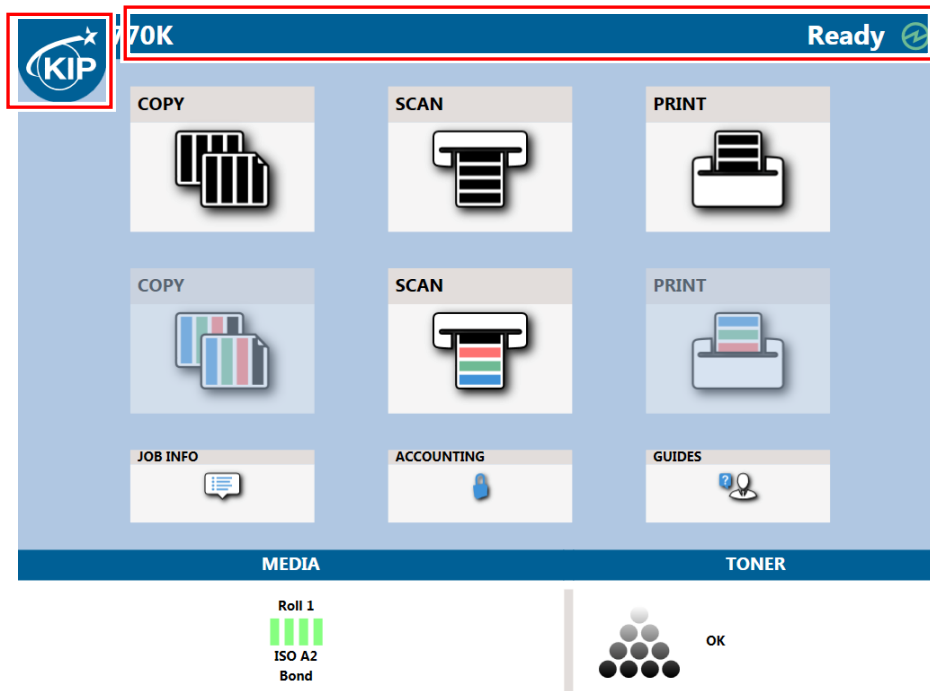 KIP
770K Ready
COPY SCAN PRINT
COPY SCAN PRINT
JOB INFO ACCOUNTING GUIDES
?
MEDIA TONER
Roll 1
ISO A2
Bond
OK